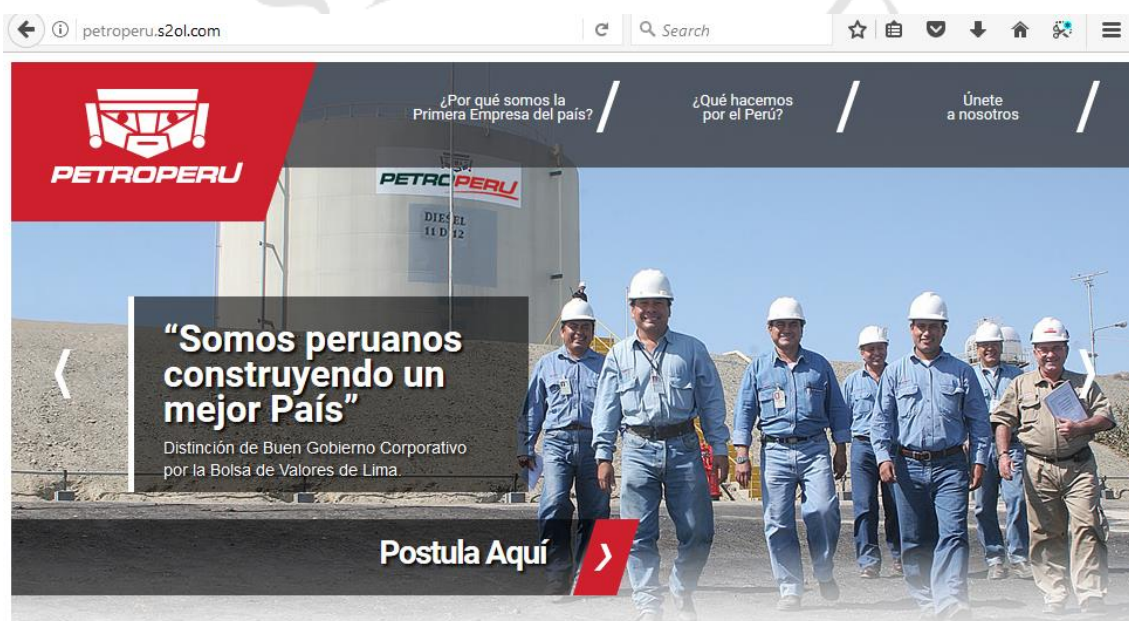 petroperu.s2ol.com
Search
¿Por qué somos la
Primera Empresa del país?
¿Qué hacemos
por el Perú?
Únete
a nosotros
PETROPERU
PETROPERU
DIESEL
11 D 12
“Somos peruanos
construyendo un
mejor País”
Distinción de Buen Gobierno Corporativo
por la Bolsa de Valores de Lima.
Postula Aquí